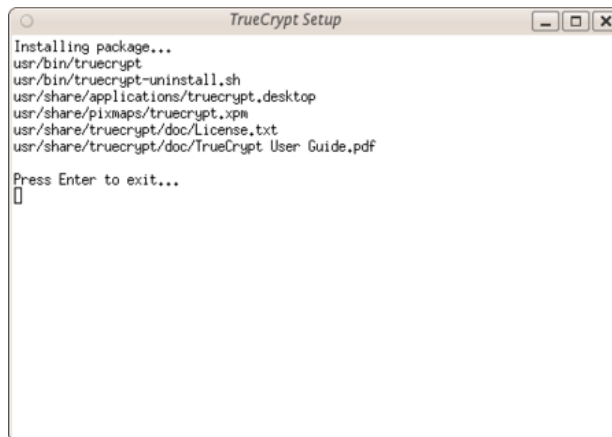 TrueCrypt Setup
Installing package...
usr/bin/truecrypt
usr/bin/truecrypt-uninstall.sh
usr/share/applications/truecrypt.desktop
usr/share/pixmaps/truecrypt.xpm
usr/share/truecrypt/doc/License.txt
usr/share/truecrypt/doc/TrueCrypt User Guide.pdf
Press Enter to exit...